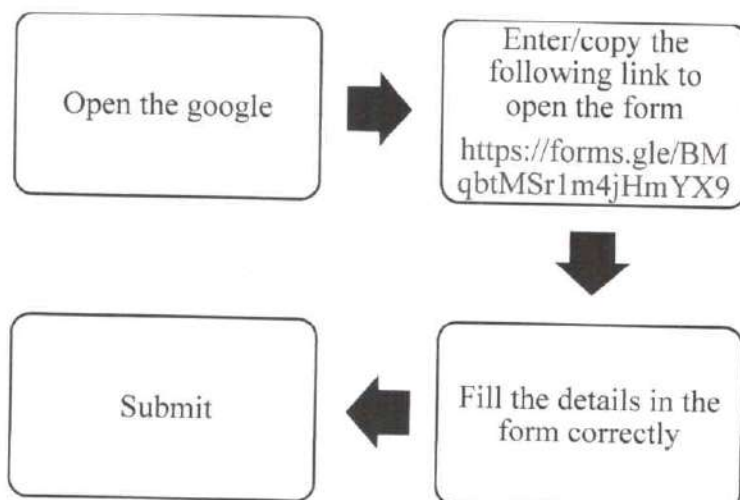 Open the google
Enter/copy the
following link to
open the form
https://forms.gle/BM
qbtMSr1m4jHmYX9
Fill the details in the
form correctly
Submit